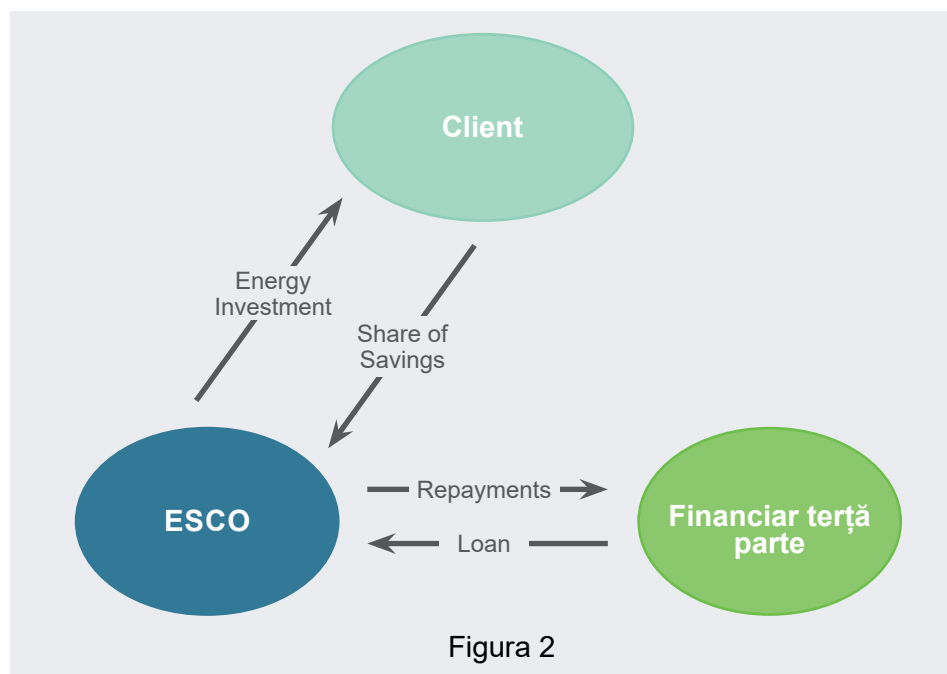 Client
Energy
Investment
Share of
Savings
ESCO
Repayments
Loan
Financiar terță
parte
Figura 2